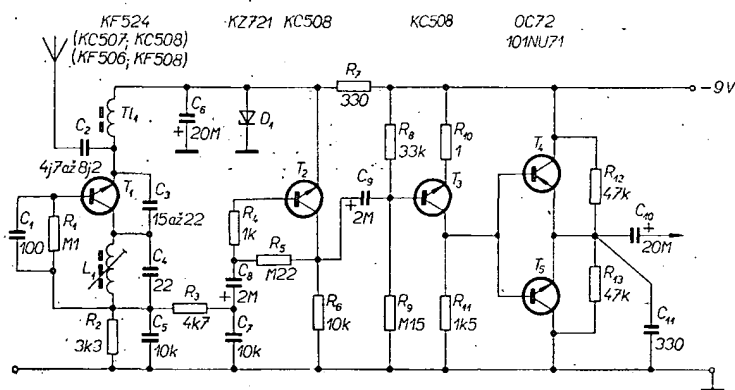 KF524 KZ721 KC508 KC508 OC72
(KC507; KC508) 101NU71
(KF506; KF508)
R7
330
-9V
Tl1
C6
+
20M
D1
C2
4j7až8j2
R8
33k
R10
1
T4
R12
47k
T1
C3
15až22
T2
C9
+
2M
T3
C10
+
20M
C1
100
R1
M1
R4
1k
R5
M22
L1
C4
22
C8
+
2M
T5
R13
47k
R3
4k7
R2
3k3
C5
10k
C7
10k
R6
10k
R9
M15
R11
1k5
C11
330